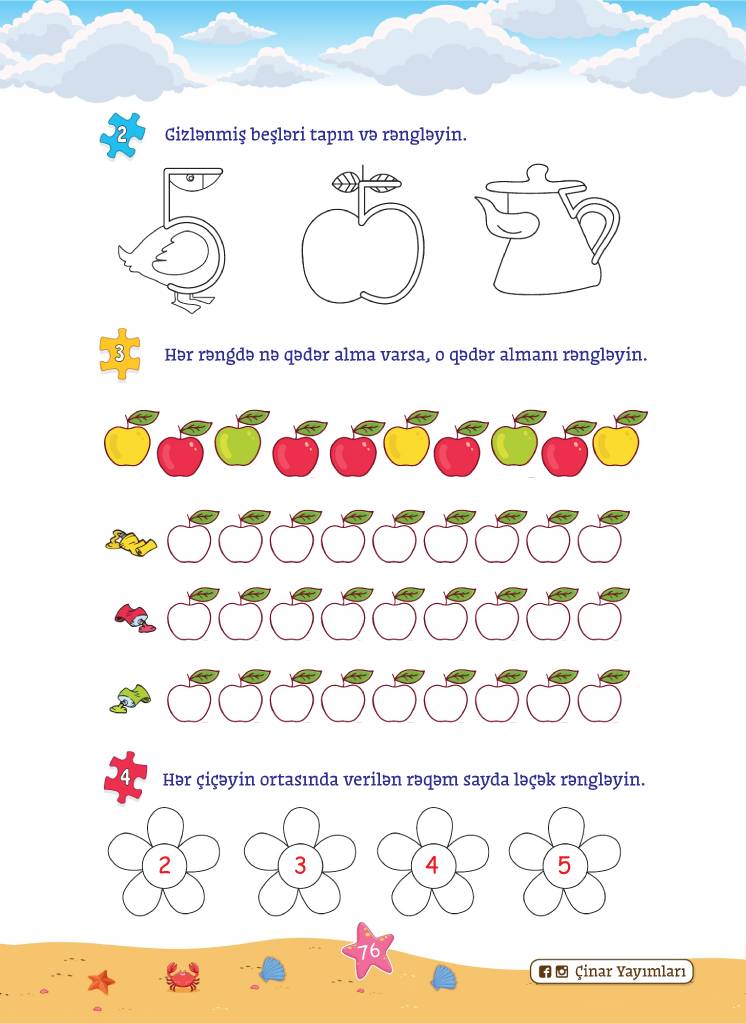 2
Gizlənmiş beşləri tapın və rəngləyin.
3
Hər rəngdə nə qədər alma varsa, o qədər almanı rəngləyin.
4
Hər çiçəyin ortasında verilən rəqəm sayda ləçək rəngləyin.
2 3 4 5
76
Çinar Yayımları